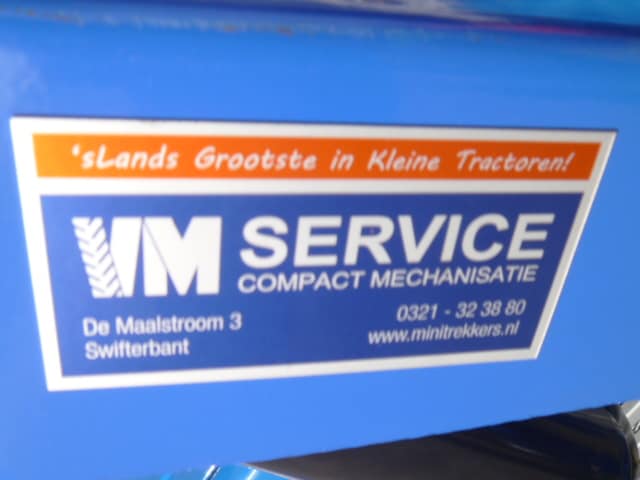 'sLands Grootste in Kleine Tractoren!
VM SERVICE
COMPACT MECHANISATIE
De Maalstroom 3
Swifterbant
0321 - 32 38 80
www.minitrekkers.nl